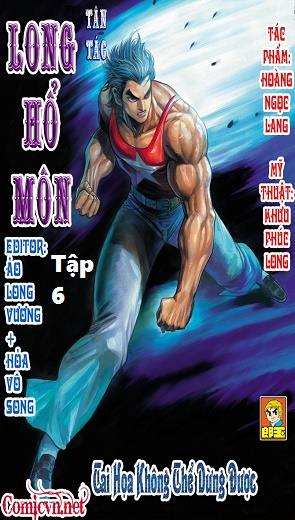 TÂN
TÁC
LONG
HỔ
MÔN
TÁC
PHẨM:
HOÀNG
NGỌC
LANG
MỸ
THUẬT:
KHƯU
PHÚC
LONG
EDITOR:
ẢO
LONG
VƯƠNG
+ HỎA
VÔ
SONG
Tập
6
Tai Họa Không Thể Dừng Được
Comicvn.net